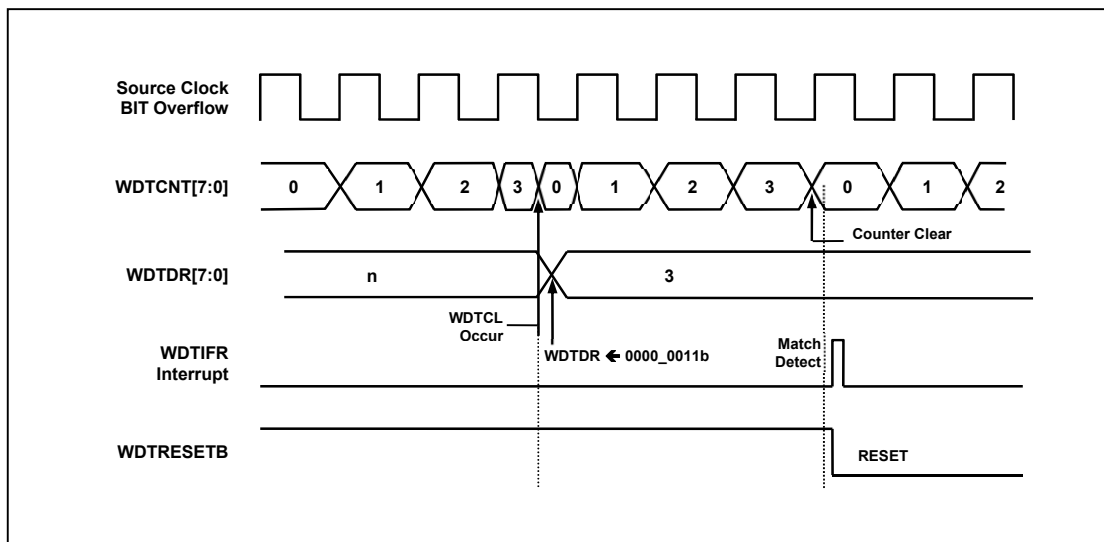 Source Clock
BIT Overflow
WDTCNT[7:0]
0 1 2 3 0 1 2 3 0 1 2
Counter Clear
WDTDR[7:0]
n 3
WDTCL
Occur
WDTDR 🡸 0000_0011b
Match
Detect
WDTIFR
Interrupt
WDTRESETB
RESET